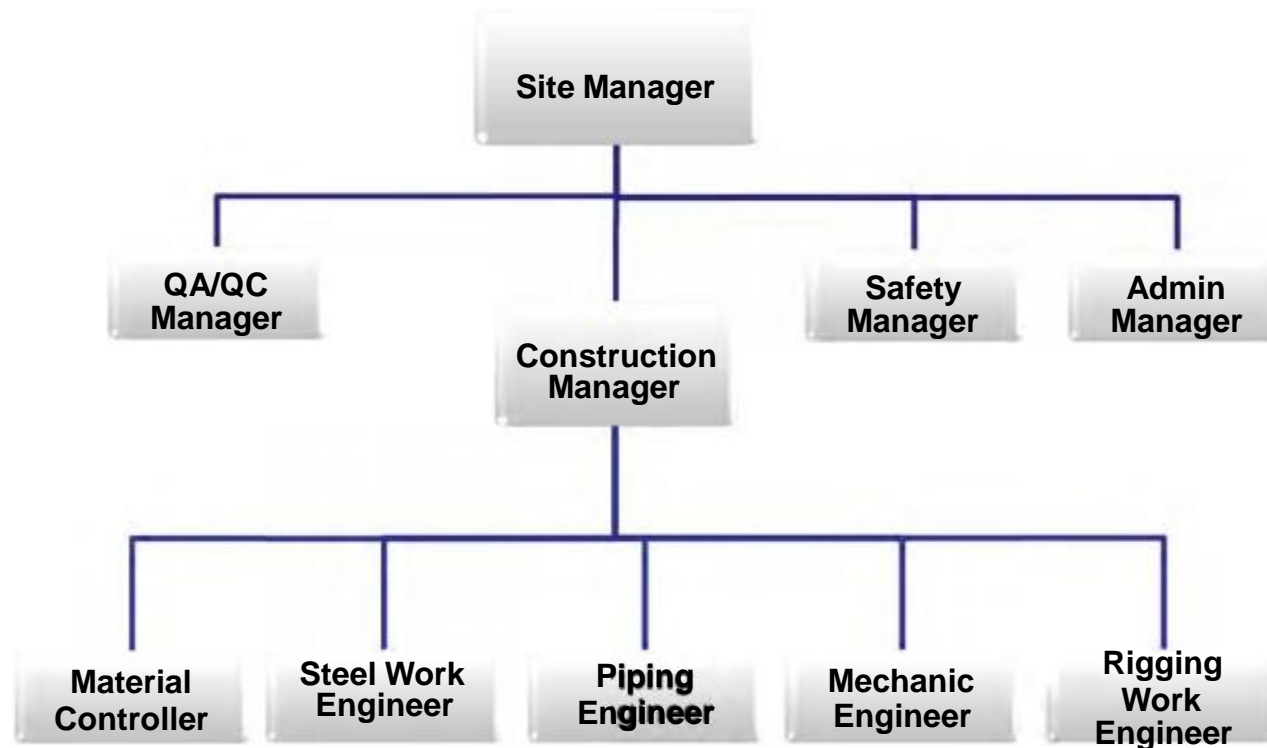 Site Manager
QA/QC
Manager
Safety
Manager
Admin
Manager
Construction
Manager
Material
Controller
Steel Work
Engineer
Piping
Engineer
Mechanic
Engineer
Rigging
Work
Engineer